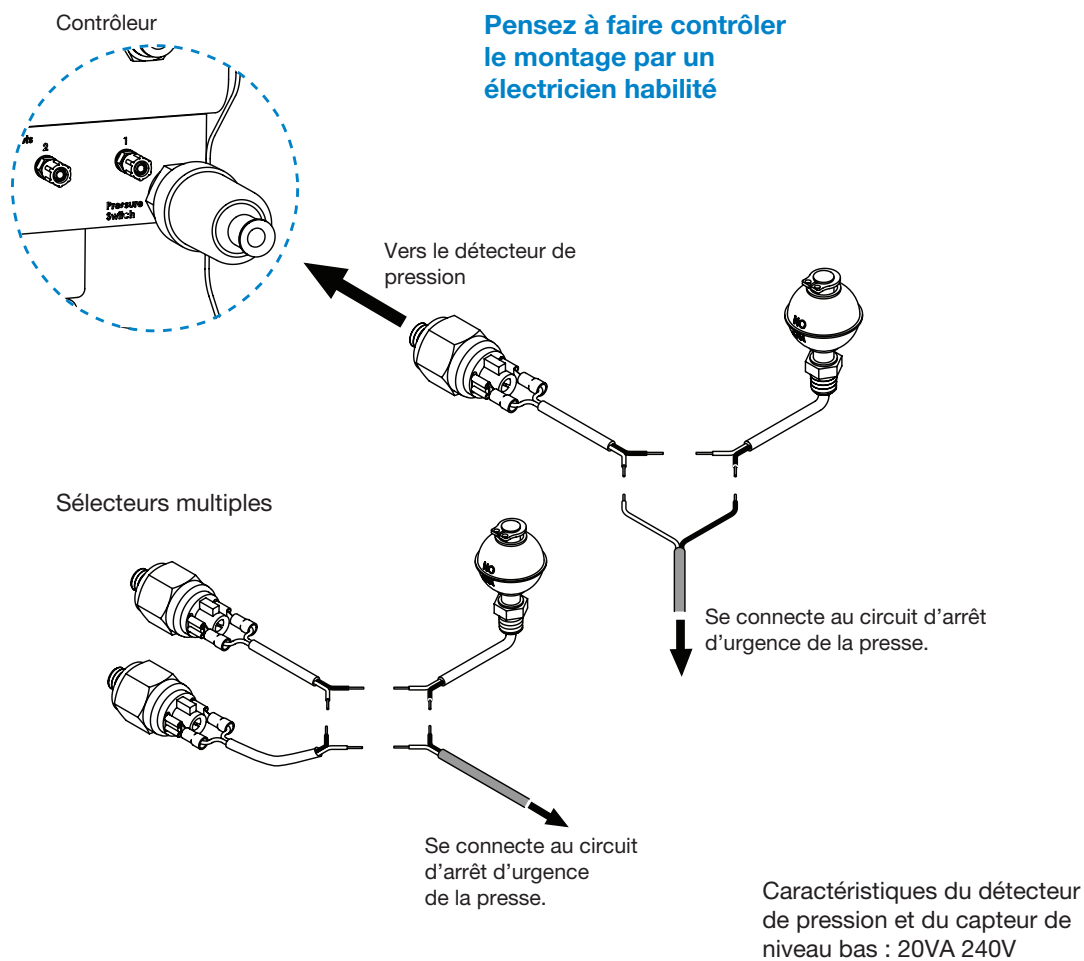 Contrôleur
Pensez à faire contrôler
le montage par un
électricien habilité
2
1
Pressure
Switch
Vers le détecteur de
pression
NO
Sélecteurs multiples
NO
Se connecte au circuit d’arrêt
d’urgence de la presse.
Se connecte au circuit
d’arrêt d’urgence
de la presse.
Caractéristiques du détecteur
de pression et du capteur de
niveau bas : 20VA 240V